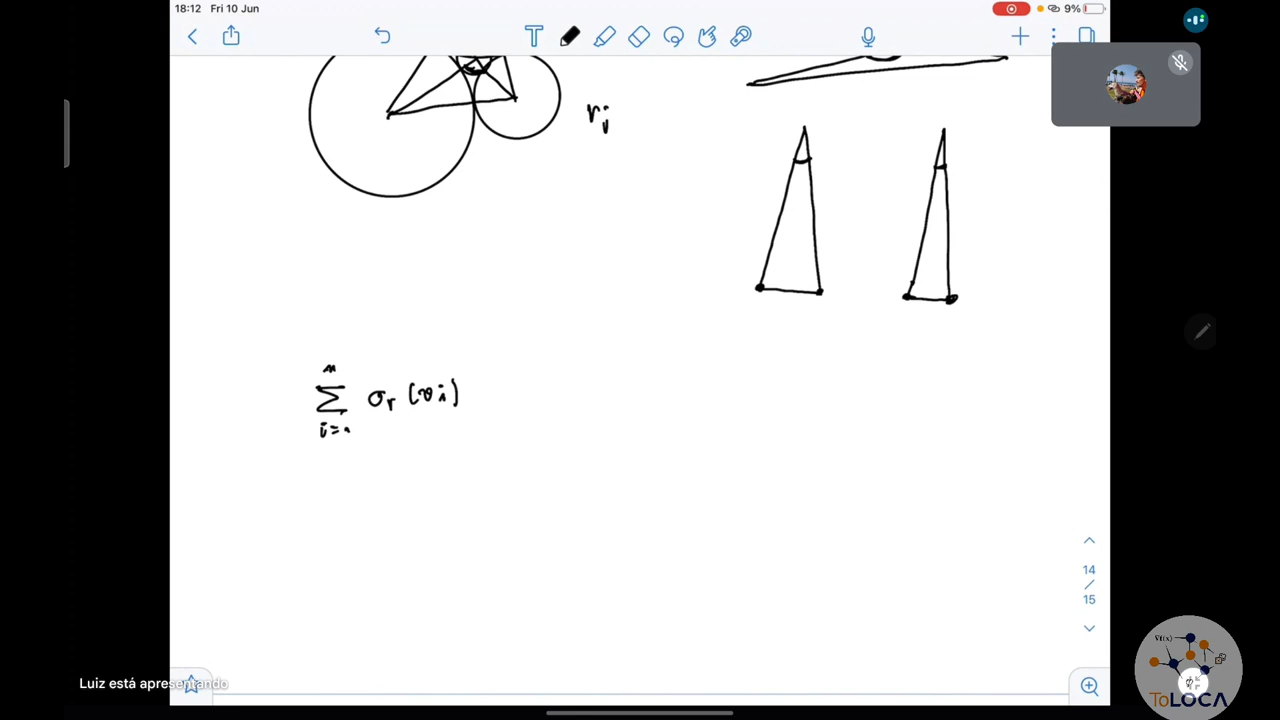 18:12 Fri 10 Jun
9%
T
r_i
n
∑ σ_r (v_i)
i=1
14
/
15
Luiz está apresentando
∇f(x)
ToLOCA